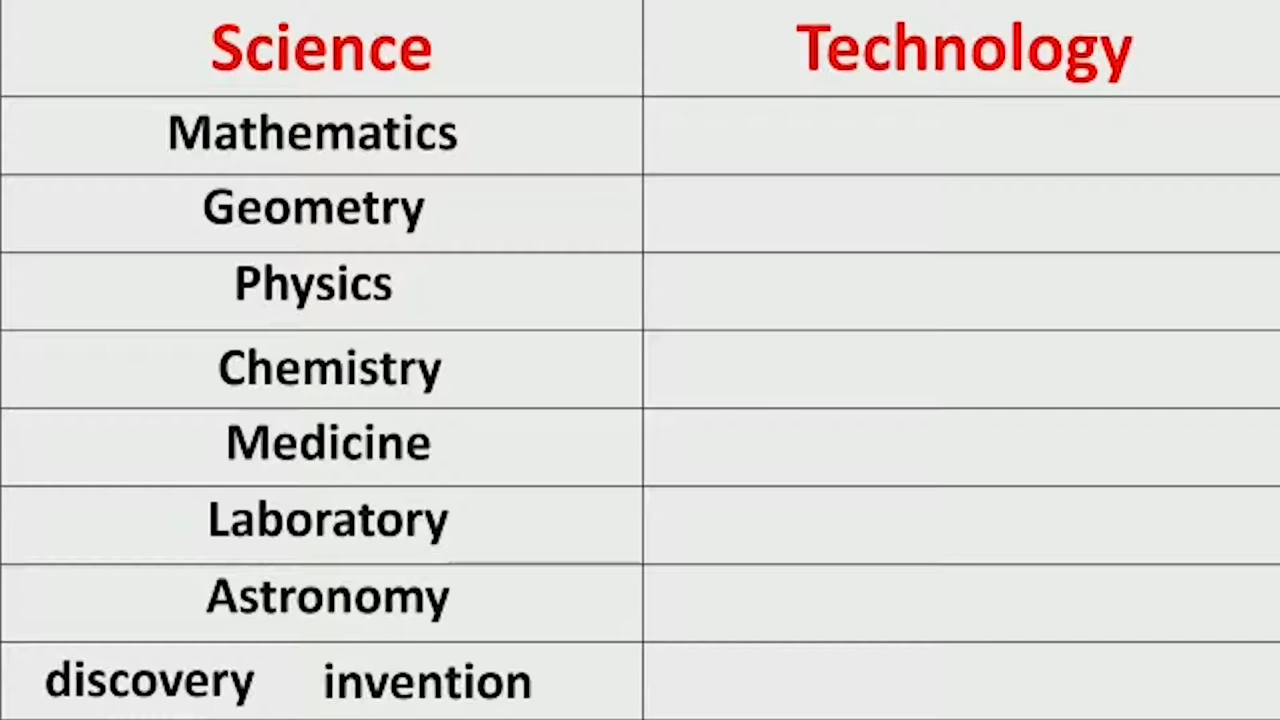 Science Technology
Mathematics
Geometry
Physics
Chemistry
Medicine
Laboratory
Astronomy
discovery invention